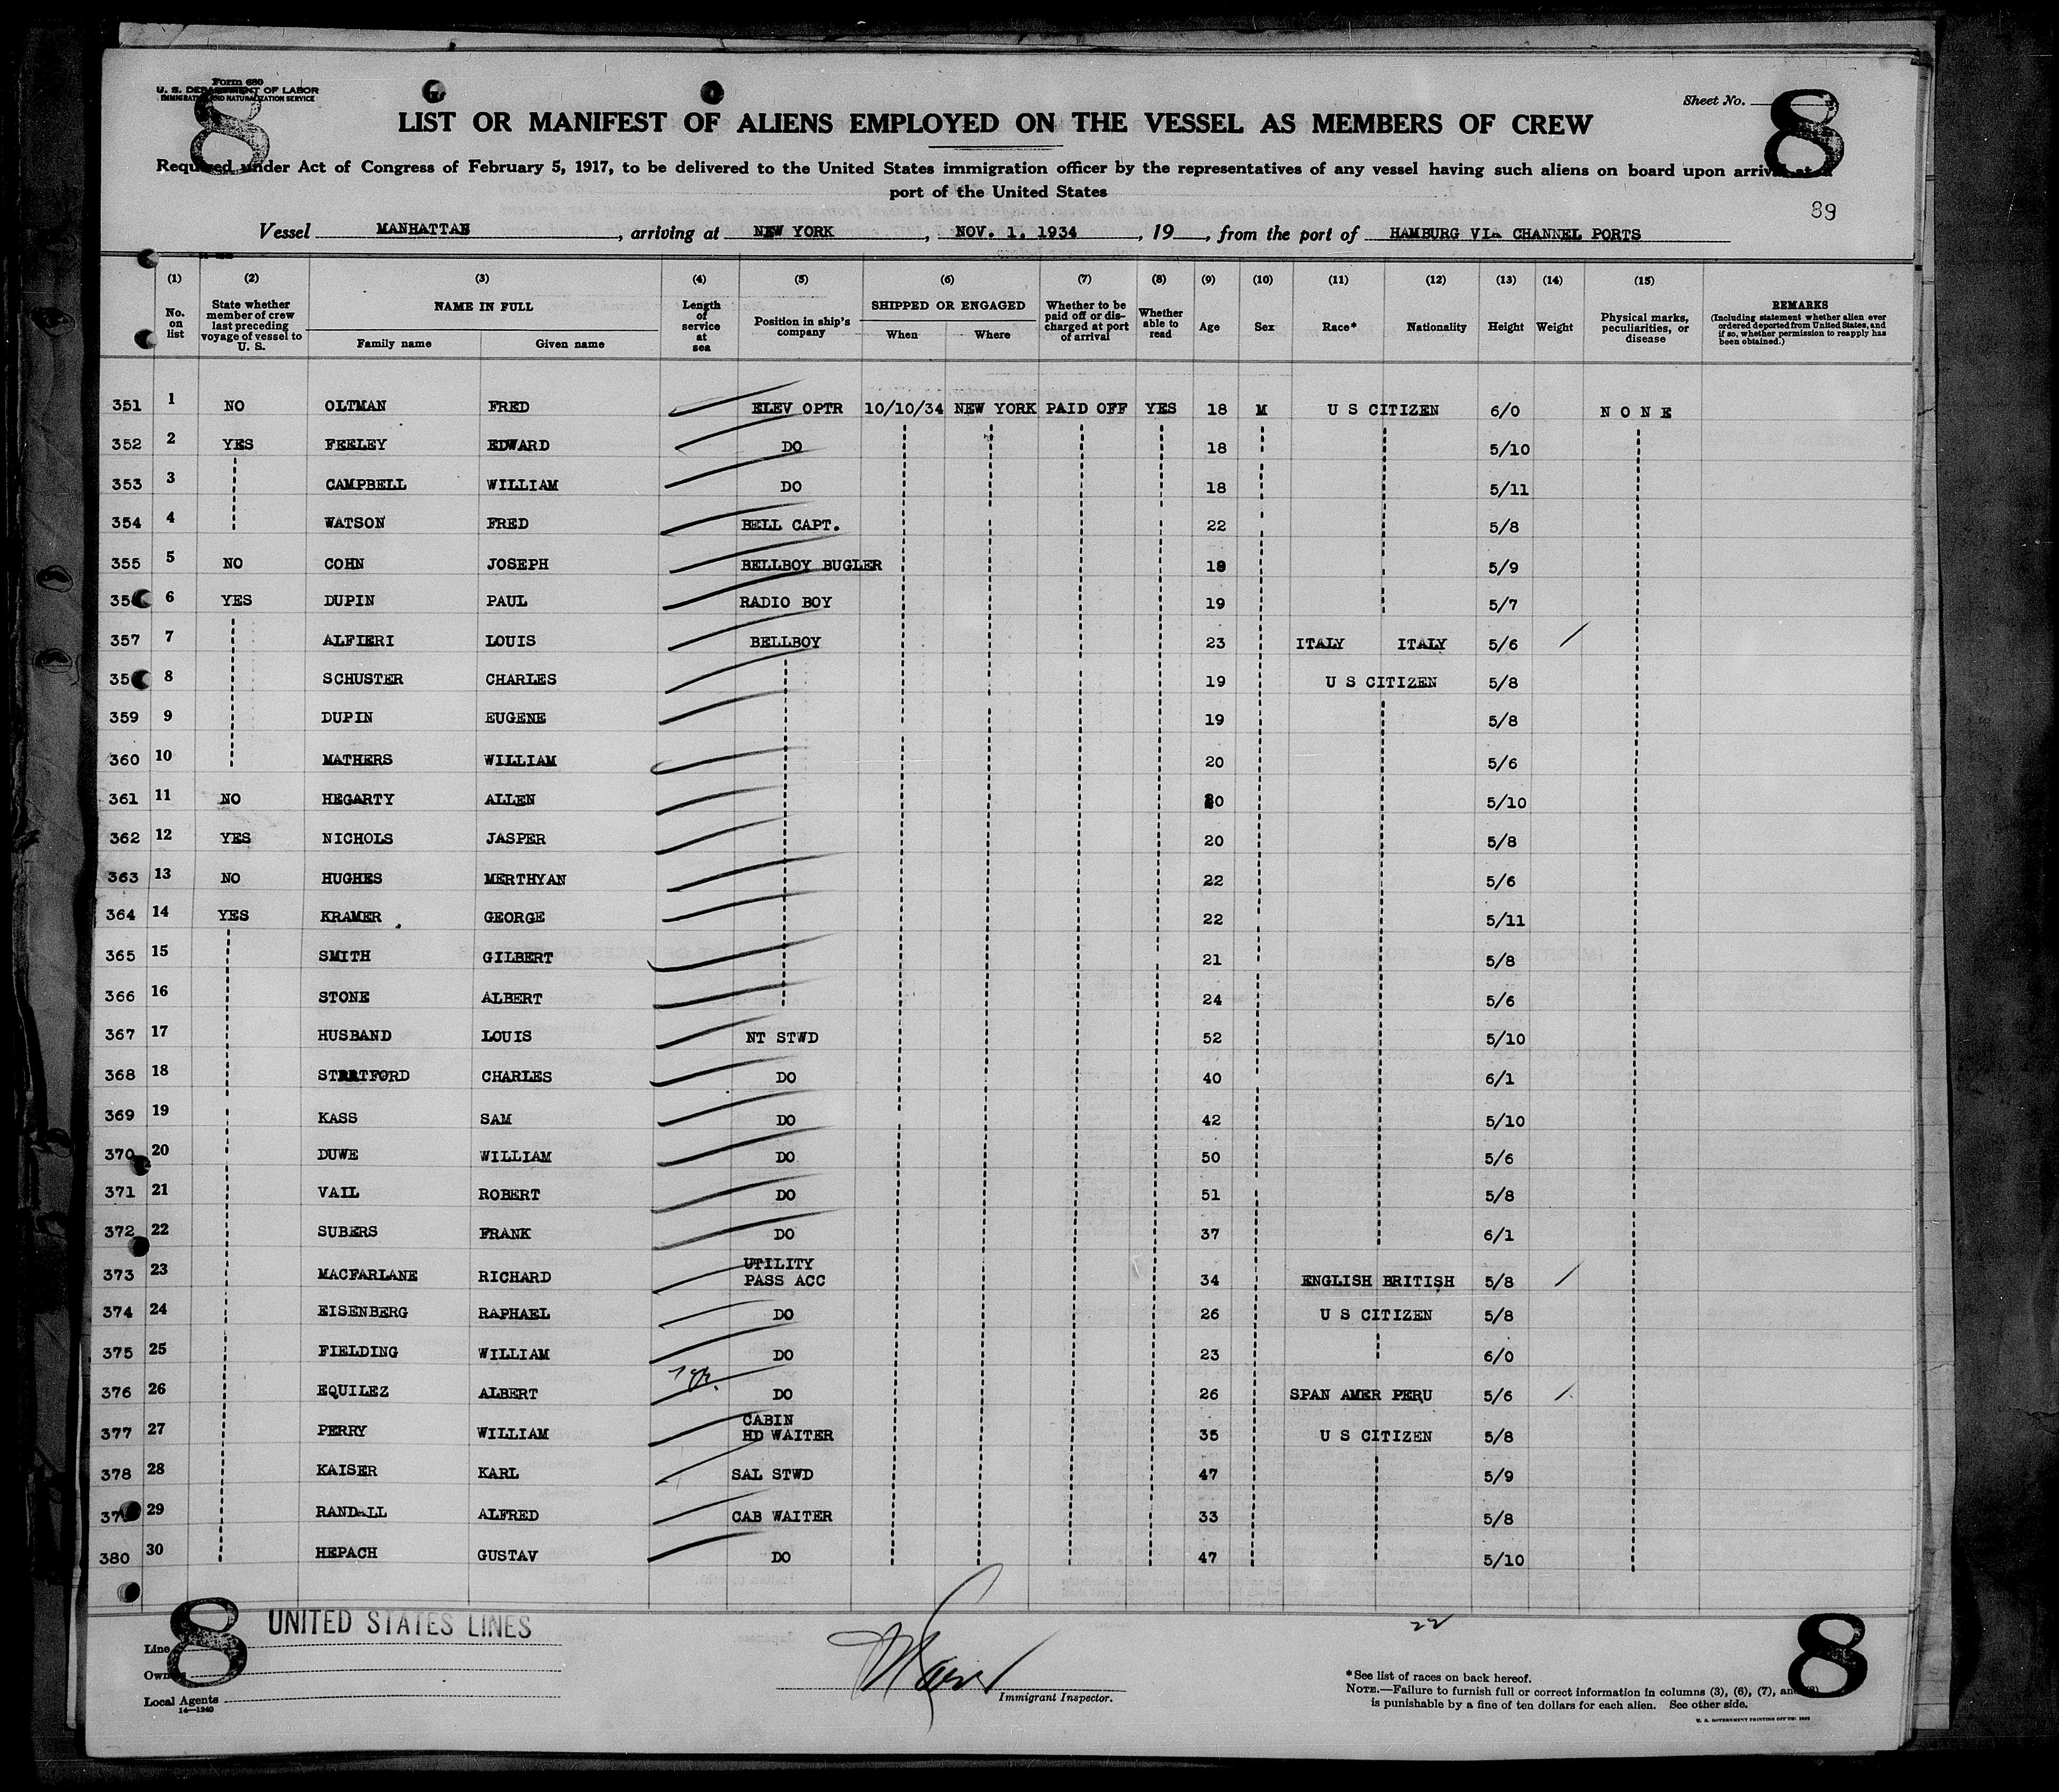 Form 680
U. S. DEPARTMENT OF LABOR
IMMIGRATION AND NATURALIZATION SERVICE
8
Sheet No.
8
LIST OR MANIFEST OF ALIENS EMPLOYED ON THE VESSEL AS MEMBERS OF CREW
Required under Act of Congress of February 5, 1917, to be delivered to the United States immigration officer by the representatives of any vessel having such aliens on board upon arrival at a
port of the United States
89
Vessel MANHATTAN, arriving at NEW YORK, NOV. 1. 1934, 19, from the port of HAMBURG VIA CHANNEL PORTS
(1) (2) (3) (4) (5) (6) (7) (8) (9) (10) (11) (12) (13) (14) (15)
No. on list State whether member of crew last preceding voyage of vessel to U. S. NAME IN FULL Family name Given name Length of service at sea Position in ship's company SHIPPED OR ENGAGED When Where Whether to be paid off or discharged at port of arrival Whether able to read Age Sex Race* Nationality Height Weight Physical marks, peculiarities, or disease REMARKS (Including statement whether alien ever ordered deported from United States, and if so, whether permission to reapply has been obtained.)
351 1 NO OLTMAN FRED ELEV OPTR 10/10/34 NEW YORK PAID OFF YES 18 M U S CITIZEN 6/0 N O N E
352 2 YES FEELEY EDWARD DO 18 5/10
353 3 CAMPBELL WILLIAM DO 18 5/11
354 4 WATSON FRED BELL CAPT. 22 5/8
355 5 NO COHN JOSEPH BELLBOY BUGLER 18 5/9
35 6 YES DUPIN PAUL RADIO BOY 19 5/7
357 7 ALFIERI LOUIS BELLBOY 23 ITALY ITALY 5/6
35 8 SCHUSTER CHARLES 19 U S CITIZEN 5/8
359 9 DUPIN EUGENE 19 5/8
360 10 MATHERS WILLIAM 20 5/6
361 11 NO HEGARTY ALLEN 20 5/10
362 12 YES NICHOLS JASPER 20 5/8
363 13 NO HUGHES MERTHYAN 22 5/6
364 14 YES KRAMER GEORGE 22 5/11
365 15 SMITH GILBERT 21 5/8
366 16 STONE ALBERT 24 5/6
367 17 HUSBAND LOUIS NT STWD 52 5/10
368 18 STRATFORD CHARLES DO 40 6/1
369 19 KASS SAM DO 42 5/10
370 20 DUWE WILLIAM DO 50 5/6
371 21 VAIL ROBERT DO 51 5/8
372 22 SUBERS FRANK DO 37 6/1
373 23 MACFARLANE RICHARD UTILITY PASS ACC 34 ENGLISH BRITISH 5/8
374 24 EISENBERG RAPHAEL DO 26 U S CITIZEN 5/8
375 25 FIELDING WILLIAM DO 23 6/0
376 26 EQUILEZ ALBERT DO 26 SPAN AMER PERU 5/6
377 27 PERRY WILLIAM CABIN HD WAITER 35 U S CITIZEN 5/8
378 28 KAISER KARL SAL STWD 47 5/9
37 29 RANDALL ALFRED CAB WAITER 33 5/8
380 30 HEPACH GUSTAV DO 47 5/10
8
UNITED STATES LINES
22
8
Line
Owners
Local Agents
14—1240
Immigrant Inspector.
*See list of races on back hereof.
NOTE.—Failure to furnish full or correct information in columns (3), (6), (7), and (8)
is punishable by a fine of ten dollars for each alien. See other side.
U. S. GOVERNMENT PRINTING OFFICE: